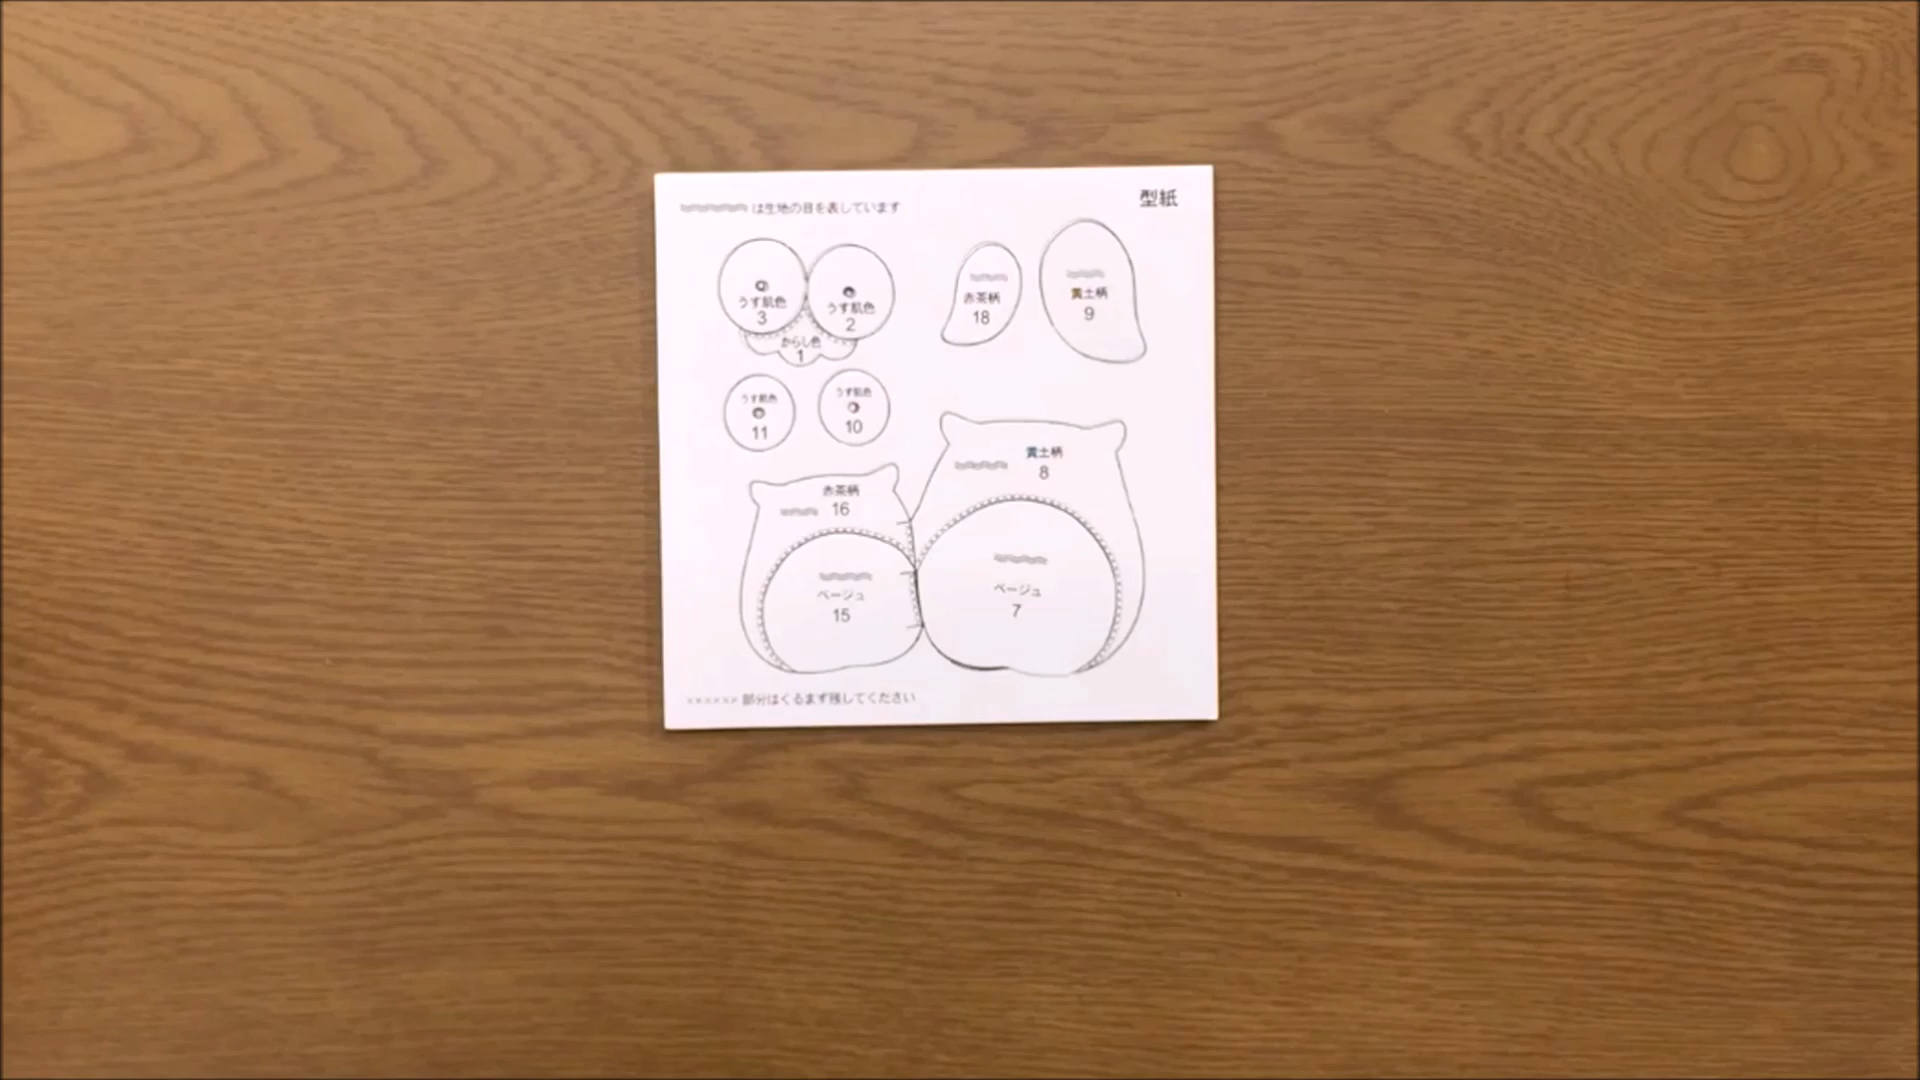 型紙
は生地の目を表しています
うす肌色
3
うす肌色
2
からし色
1
赤茶柄
18
黄土柄
9
うす肌色
11
うす肌色
10
黄土柄
8
赤茶柄
16
ベージュ
15
ベージュ
7
×××××× 部分はくるまず残してください